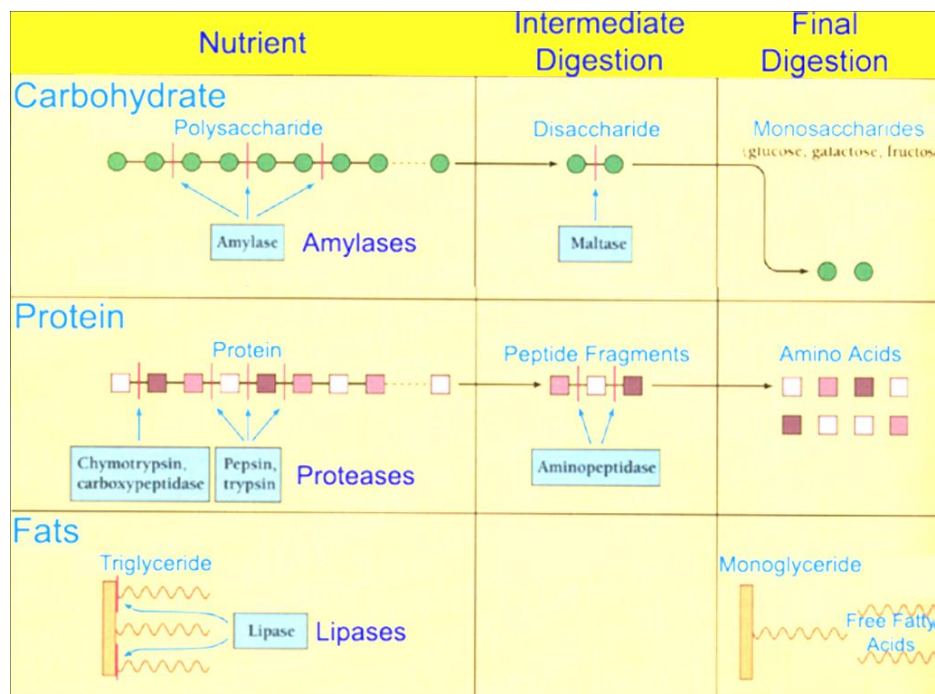 Nutrient
Intermediate
Digestion
Final
Digestion
Carbohydrate
Polysaccharide
Disaccharide
Monosaccharides
(glucose, galactose, fructos
Amylase
Amylases
Maltase
Protein
Protein
Peptide Fragments
Amino Acids
Chymotrypsin,
carboxypeptidase
Pepsin,
trypsin
Proteases
Aminopeptidase
Fats
Triglyceride
Monoglyceride
Lipase
Lipases
Free Fatty
Acids